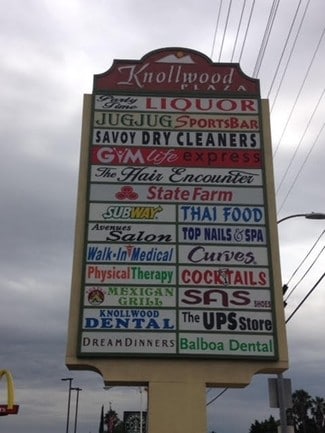 Knollwood
PLAZA
Party Time LIQUOR
JUGJUG SPORTSBAR
SAVOY DRY CLEANERS
GYM life express
The Hair Encounter
State Farm
SUBWAY THAI FOOD
Avenues Salon TOP NAILS & SPA
Walk-In Medical Curves
Physical Therapy COCKTAILS
MEXICAN GRILL SAS SHOES
KNOLLWOOD DENTAL The UPS Store
DREAM DINNERS Balboa Dental